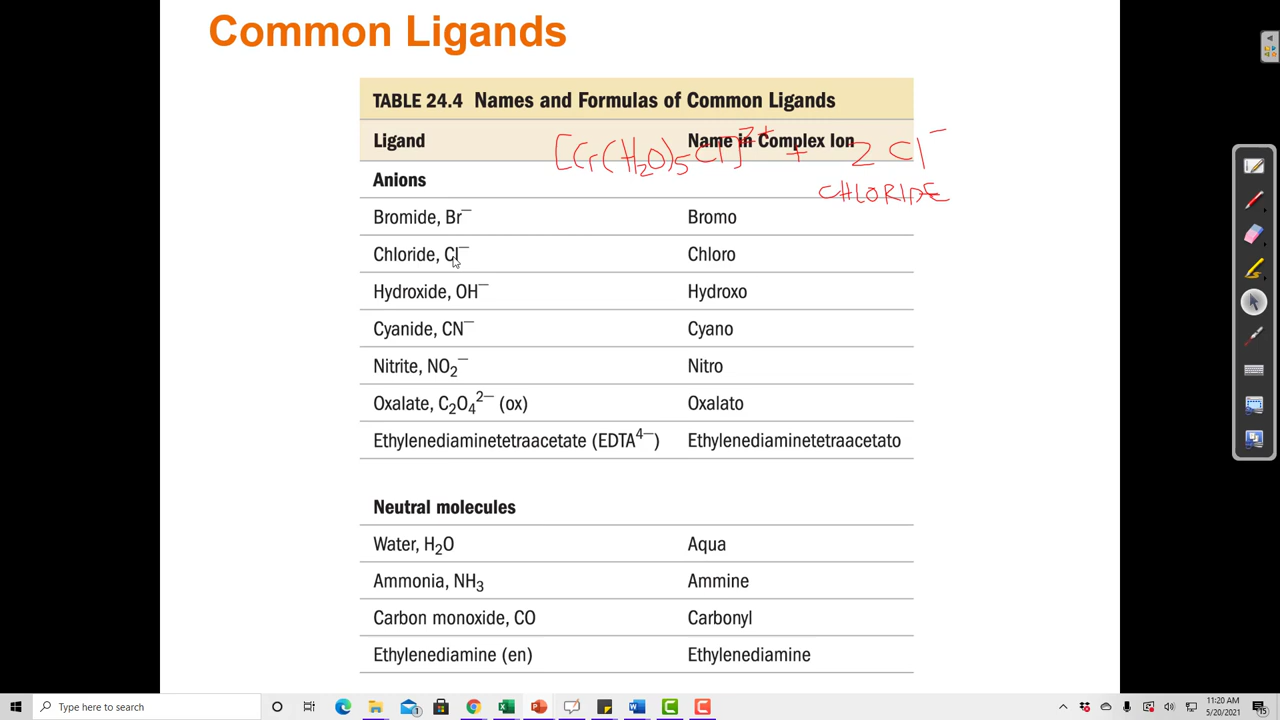 Common Ligands
TABLE 24.4 Names and Formulas of Common Ligands
Ligand Name in Complex Ion
[Cr(H₂O)₅Cl]²⁺ + 2 Cl⁻
CHLORIDE
Anions
Bromide, Br⁻ Bromo
Chloride, Cl⁻ Chloro
Hydroxide, OH⁻ Hydroxo
Cyanide, CN⁻ Cyano
Nitrite, NO₂⁻ Nitro
Oxalate, C₂O₄²⁻ (ox) Oxalato
Ethylenediaminetetraacetate (EDTA⁴⁻) Ethylenediaminetetraacetato
Neutral molecules
Water, H₂O Aqua
Ammonia, NH₃ Ammine
Carbon monoxide, CO Carbonyl
Ethylenediamine (en) Ethylenediamine
Type here to search
11:20 AM
5/20/2021
15